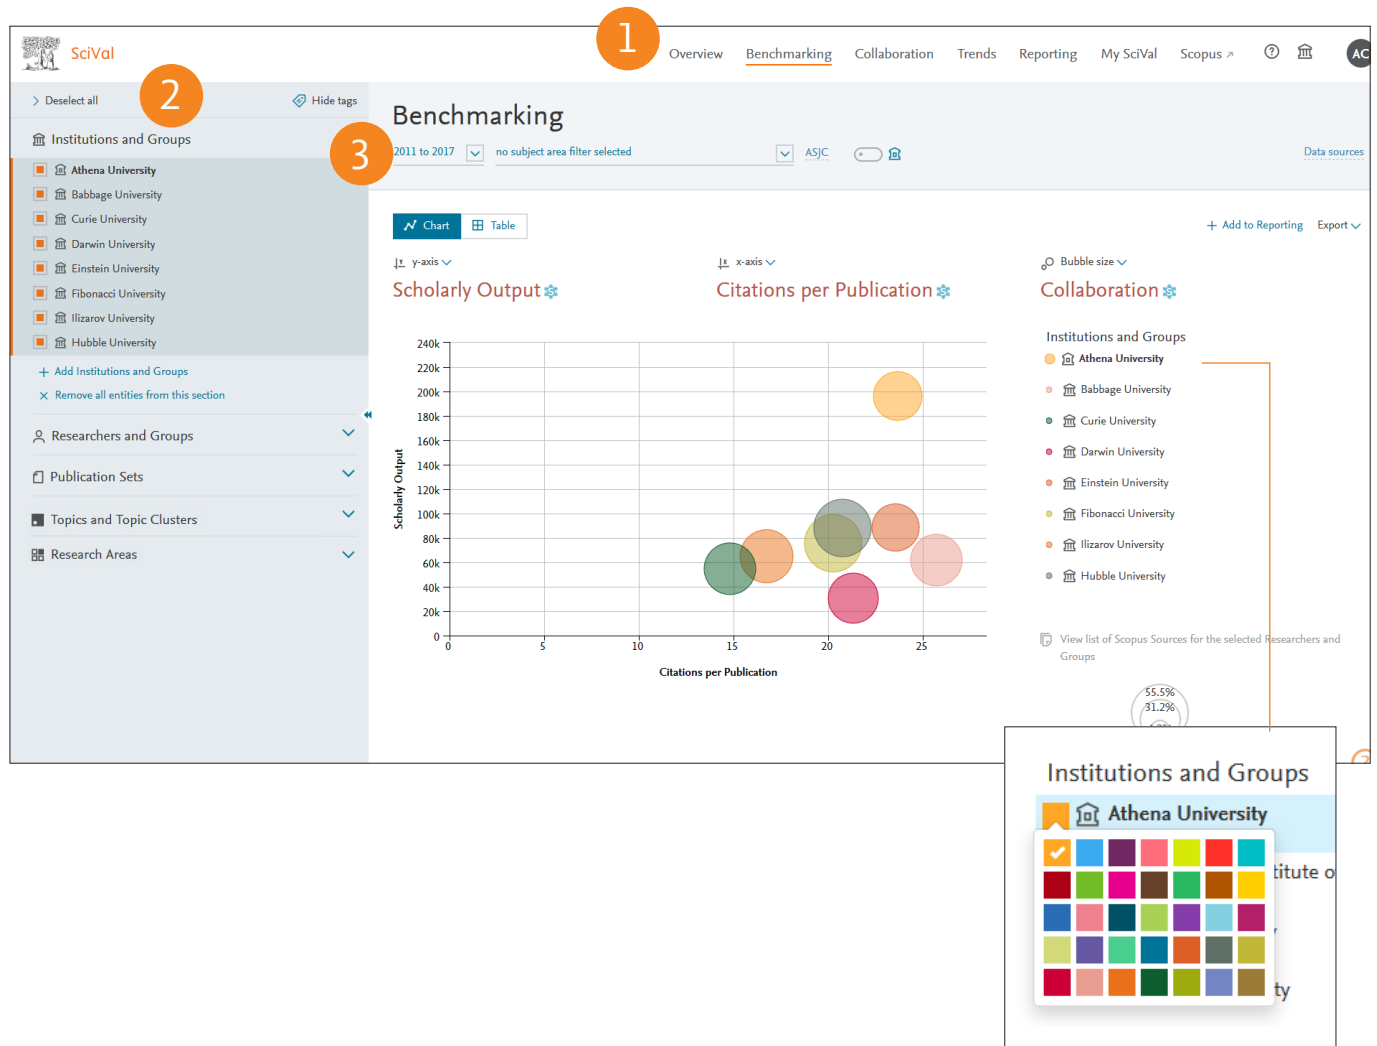 1
SciVal
Overview Benchmarking Collaboration Trends Reporting My SciVal Scopus ↗ ? AC
2
Deselect all Hide tags
Institutions and Groups
Athena University
Babbage University
Curie University
Darwin University
Einstein University
Fibonacci University
Ilizarov University
Hubble University
+ Add Institutions and Groups
× Remove all entities from this section
Researchers and Groups
Publication Sets
Topics and Topic Clusters
Research Areas
Benchmarking
3
2011 to 2017 no subject area filter selected ASJC Data sources
Chart Table + Add to Reporting Export
y-axis x-axis Bubble size
Scholarly Output Citations per Publication Collaboration
Scholarly Output
240k
220k
200k
180k
160k
140k
120k
100k
80k
60k
40k
20k
0
0 5 10 15 20 25
Citations per Publication
Institutions and Groups
Athena University
Babbage University
Curie University
Darwin University
Einstein University
Fibonacci University
Ilizarov University
Hubble University
View list of Scopus Sources for the selected Researchers and
Groups
55.5%
31.2%
Institutions and Groups
Athena University
titute o
ty